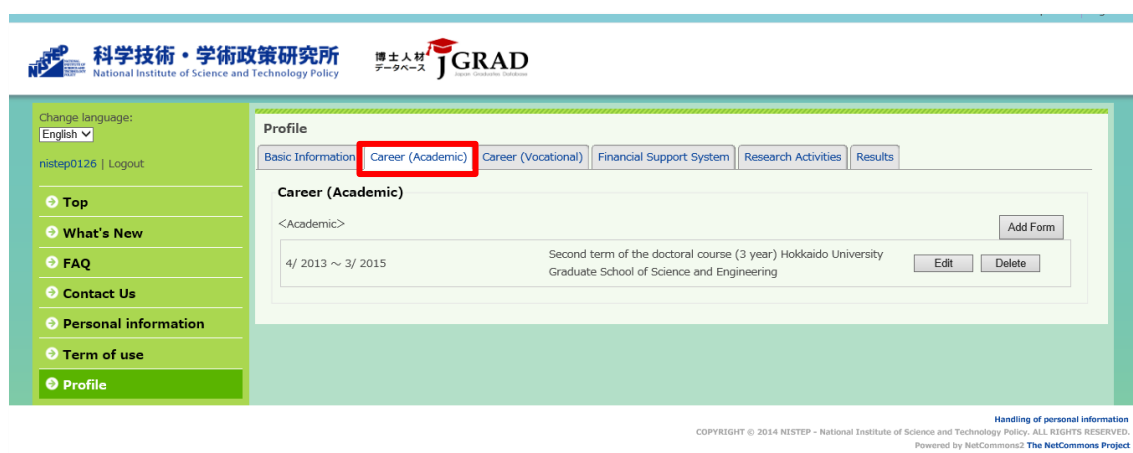 NISTEP
科学技術・学術政策研究所
National Institute of Science and Technology Policy
博士人材
データベース
JGRAD
Japan Graduates Database
Change language:
English
nistep0126 | Logout
Top
What's New
FAQ
Contact Us
Personal information
Term of use
Profile
Profile
Basic Information
Career (Academic)
Career (Vocational)
Financial Support System
Research Activities
Results
Career (Academic)
<Academic>
Add Form
4/ 2013 ～ 3/ 2015
Second term of the doctoral course (3 year) Hokkaido University
Graduate School of Science and Engineering
Edit
Delete
Handling of personal information
COPYRIGHT © 2014 NISTEP - National Institute of Science and Technology Policy. ALL RIGHTS RESERVED.
Powered by NetCommons2 The NetCommons Project